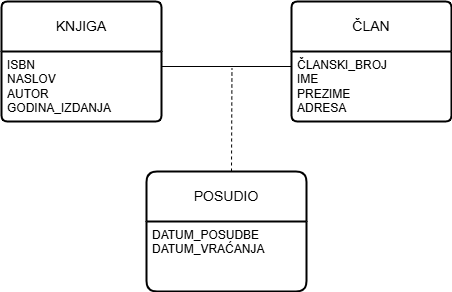 KNJIGA
ISBN
NASLOV
AUTOR
GODINA_IZDANJA
ČLAN
ČLANSKI_BROJ
IME
PREZIME
ADRESA
POSUDIO
DATUM_POSUDBE
DATUM_VRAĆANJA